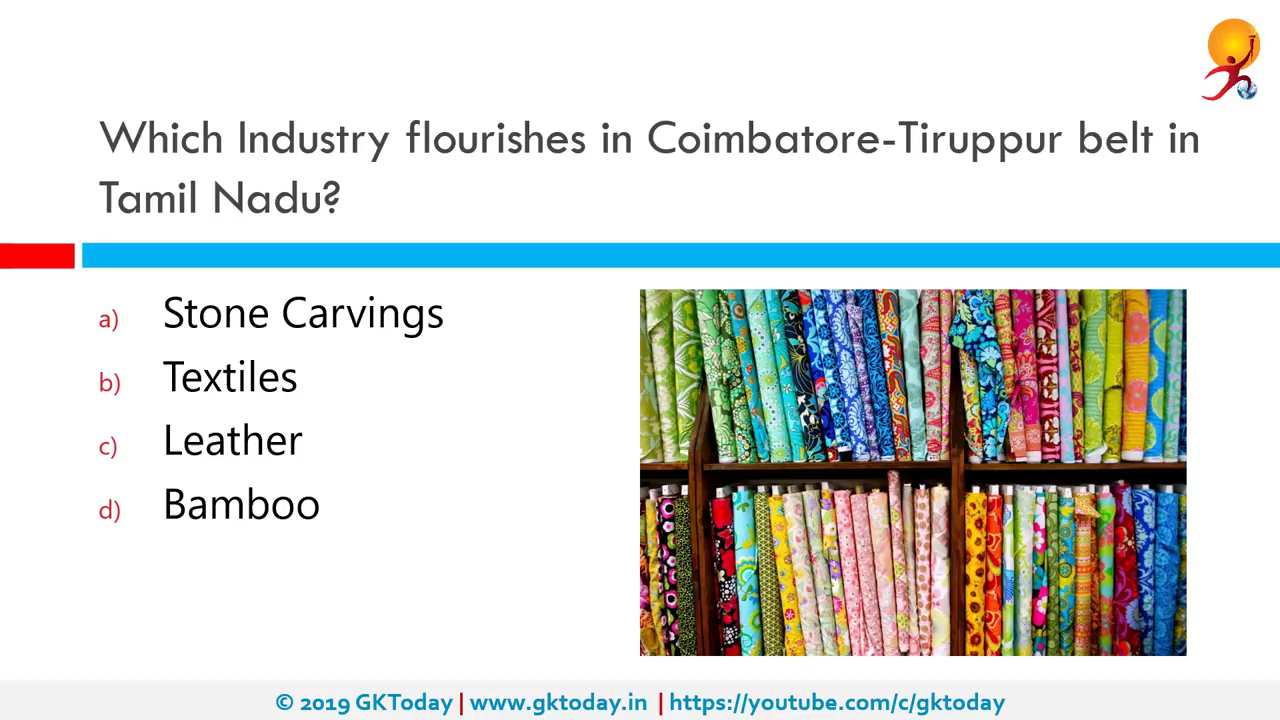 Which Industry flourishes in Coimbatore-Tiruppur belt in
Tamil Nadu?
a) Stone Carvings
b) Textiles
c) Leather
d) Bamboo
© 2019 GKToday | www.gktoday.in | https://youtube.com/c/gktoday